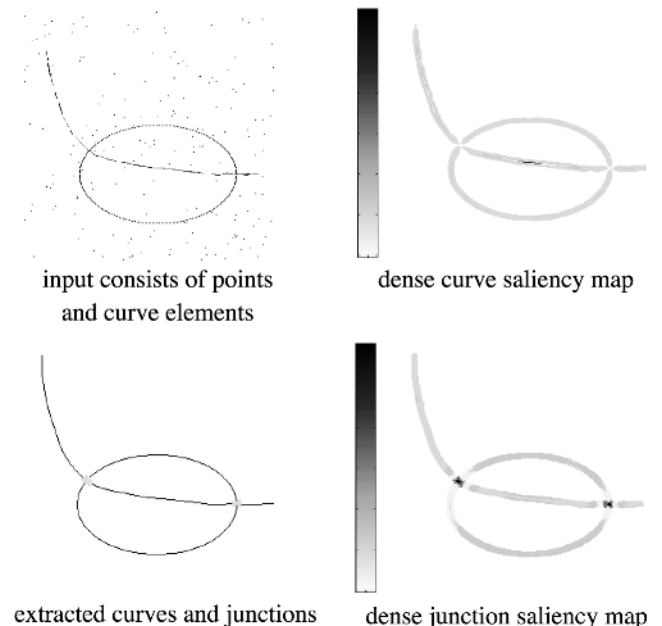 input consists of points
and curve elements
dense curve saliency map
extracted curves and junctions
dense junction saliency map